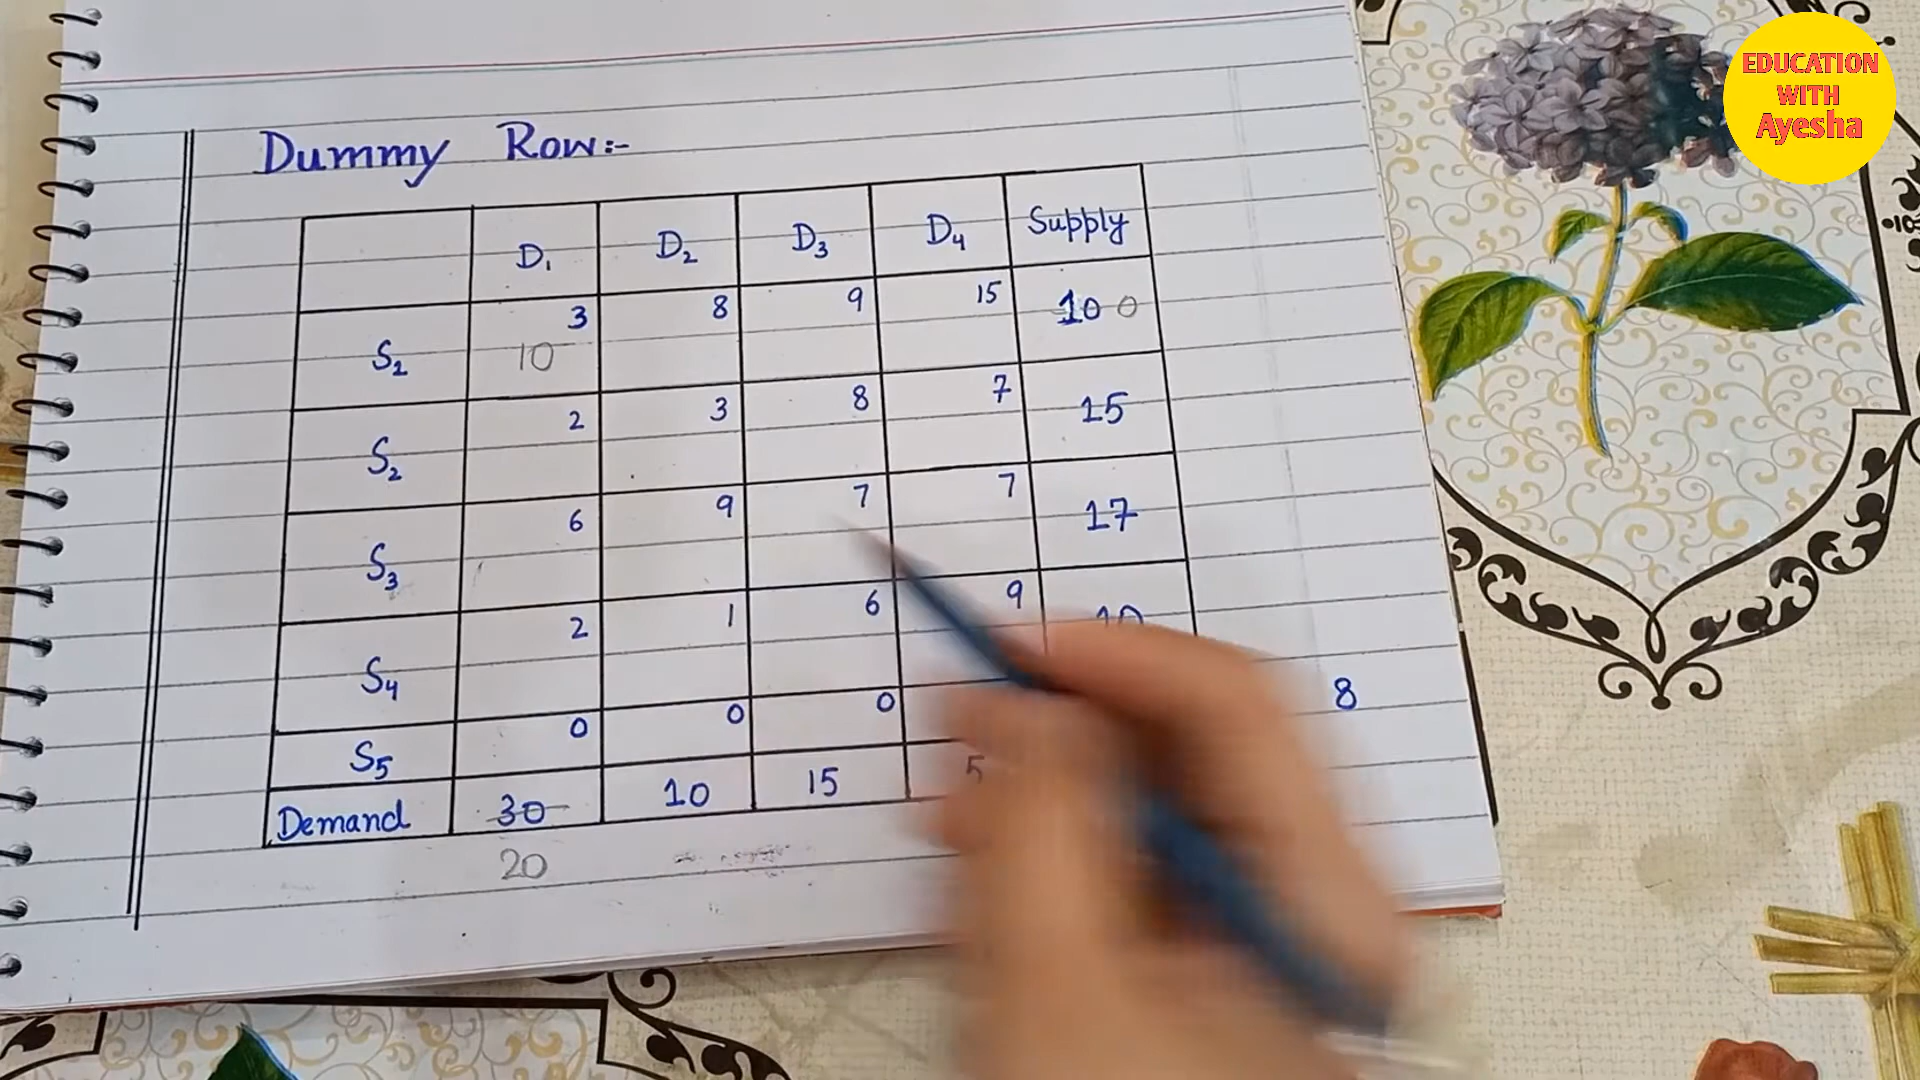 EDUCATION
WITH
Ayesha
Dummy Row:-
D₁ D₂ D₃ D₄ Supply
3 8 9 15
S₂ 10 10 0
2 3 8 7
S₂ 15
6 9 7 7
S₃ 17
2 1 6 9
S₄ 10
0 0 0
S₅
8
Demand 30 10 15 5
20